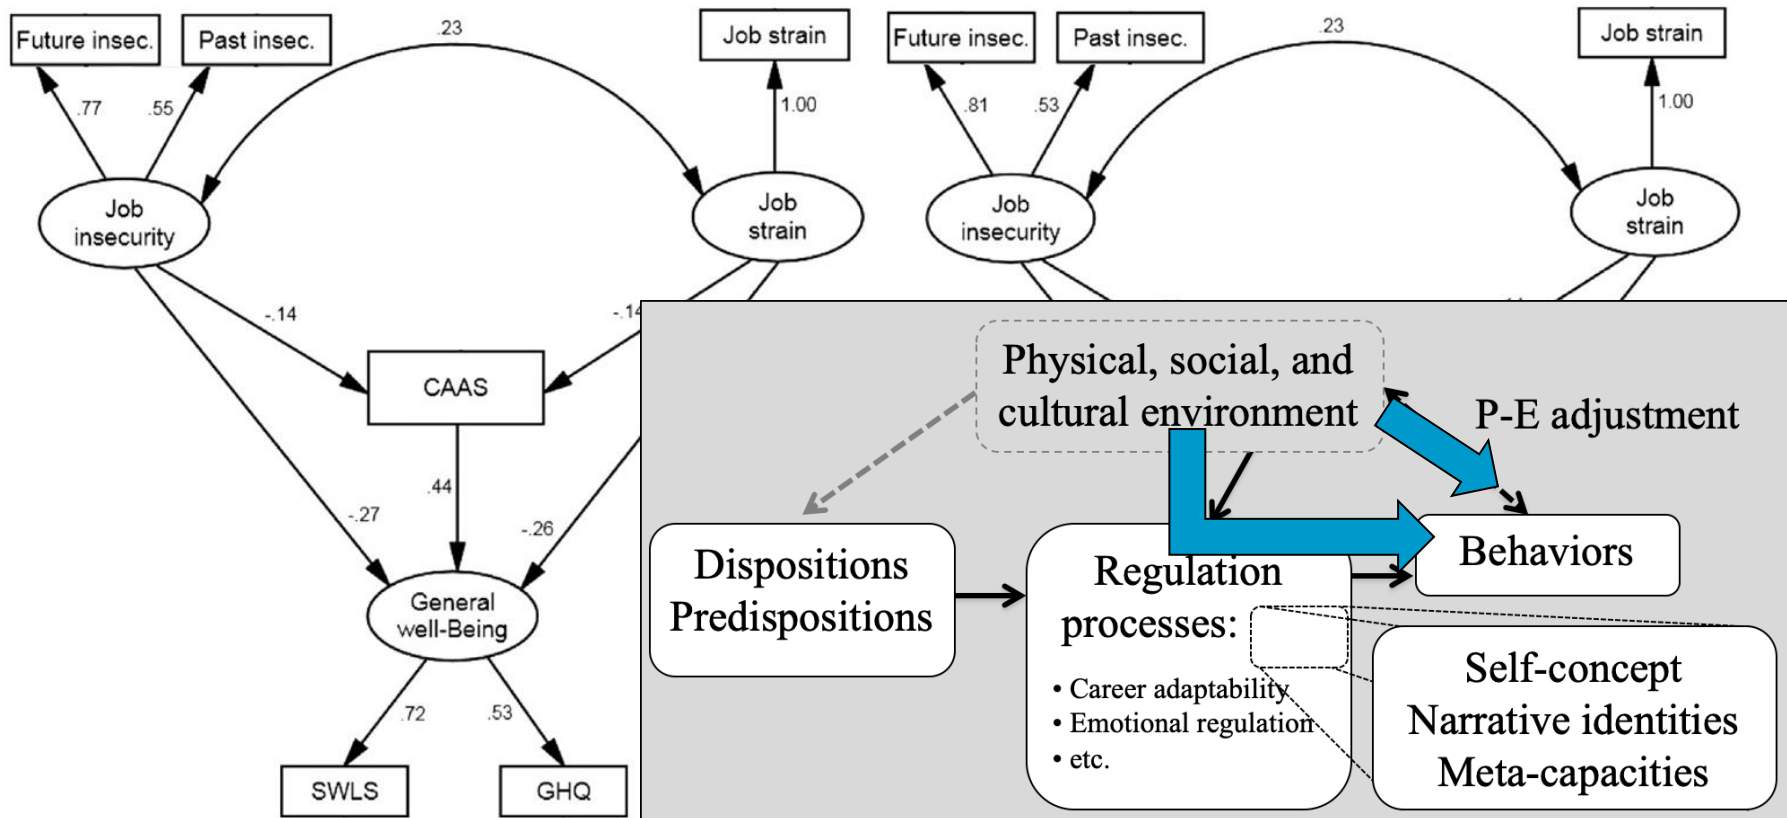 Future insec.
Past insec.
.23
Job strain
.77
.55
1.00
Job
insecurity
Job
strain
-.14
-.14
CAAS
.44
-.27
-.26
General
well-Being
.72
.53
SWLS
GHQ
Future insec.
Past insec.
.23
Job strain
.81
.53
1.00
Job
insecurity
Job
strain
Physical, social, and
cultural environment
P-E adjustment
Dispositions
Predispositions
Regulation
processes:
• Career adaptability
• Emotional regulation
• etc.
Behaviors
Self-concept
Narrative identities
Meta-capacities